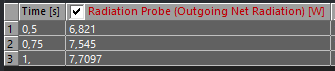 Time [s] Radiation Probe (Outgoing Net Radiation) [W]
1 0,5 6,821
2 0,75 7,545
3 1, 7,7097